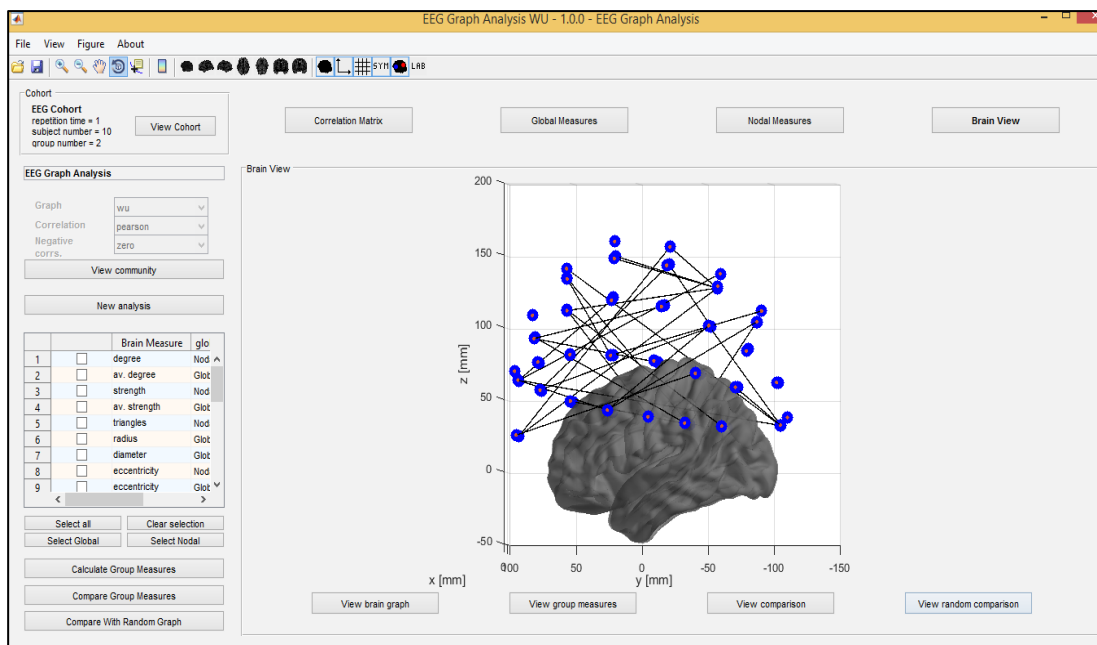 EEG Graph Analysis WU - 1.0.0 - EEG Graph Analysis
File View Figure About
SYM LAB
Cohort
EEG Cohort
repetition time = 1
subject number = 10
group number = 2
View Cohort
Correlation Matrix Global Measures Nodal Measures Brain View
EEG Graph Analysis
Graph wu
Correlation pearson
Negative corrs. zero
View community
New analysis
Brain Measure glo
1 degree Nod
2 av. degree Glob
3 strength Nod
4 av. strength Glob
5 triangles Nod
6 radius Glob
7 diameter Glob
8 eccentricity Nod
9 eccentricity Glob
Select all Clear selection
Select Global Select Nodal
Calculate Group Measures
Compare Group Measures
Compare With Random Graph
Brain View
200
150
100
50
0
-50
z [mm]
100 50 0 -50 -100 -150
x [mm] y [mm]
View brain graph View group measures View comparison View random comparison